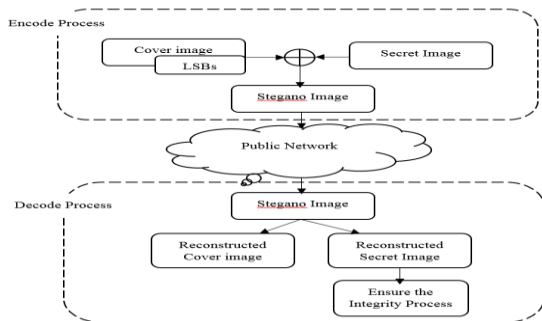 Encode Process
Cover image
LSBs
Secret Image
Stegano Image
Public Network
Decode Process
Stegano Image
Reconstructed
Cover image
Reconstructed
Secret Image
Ensure the
Integrity Process